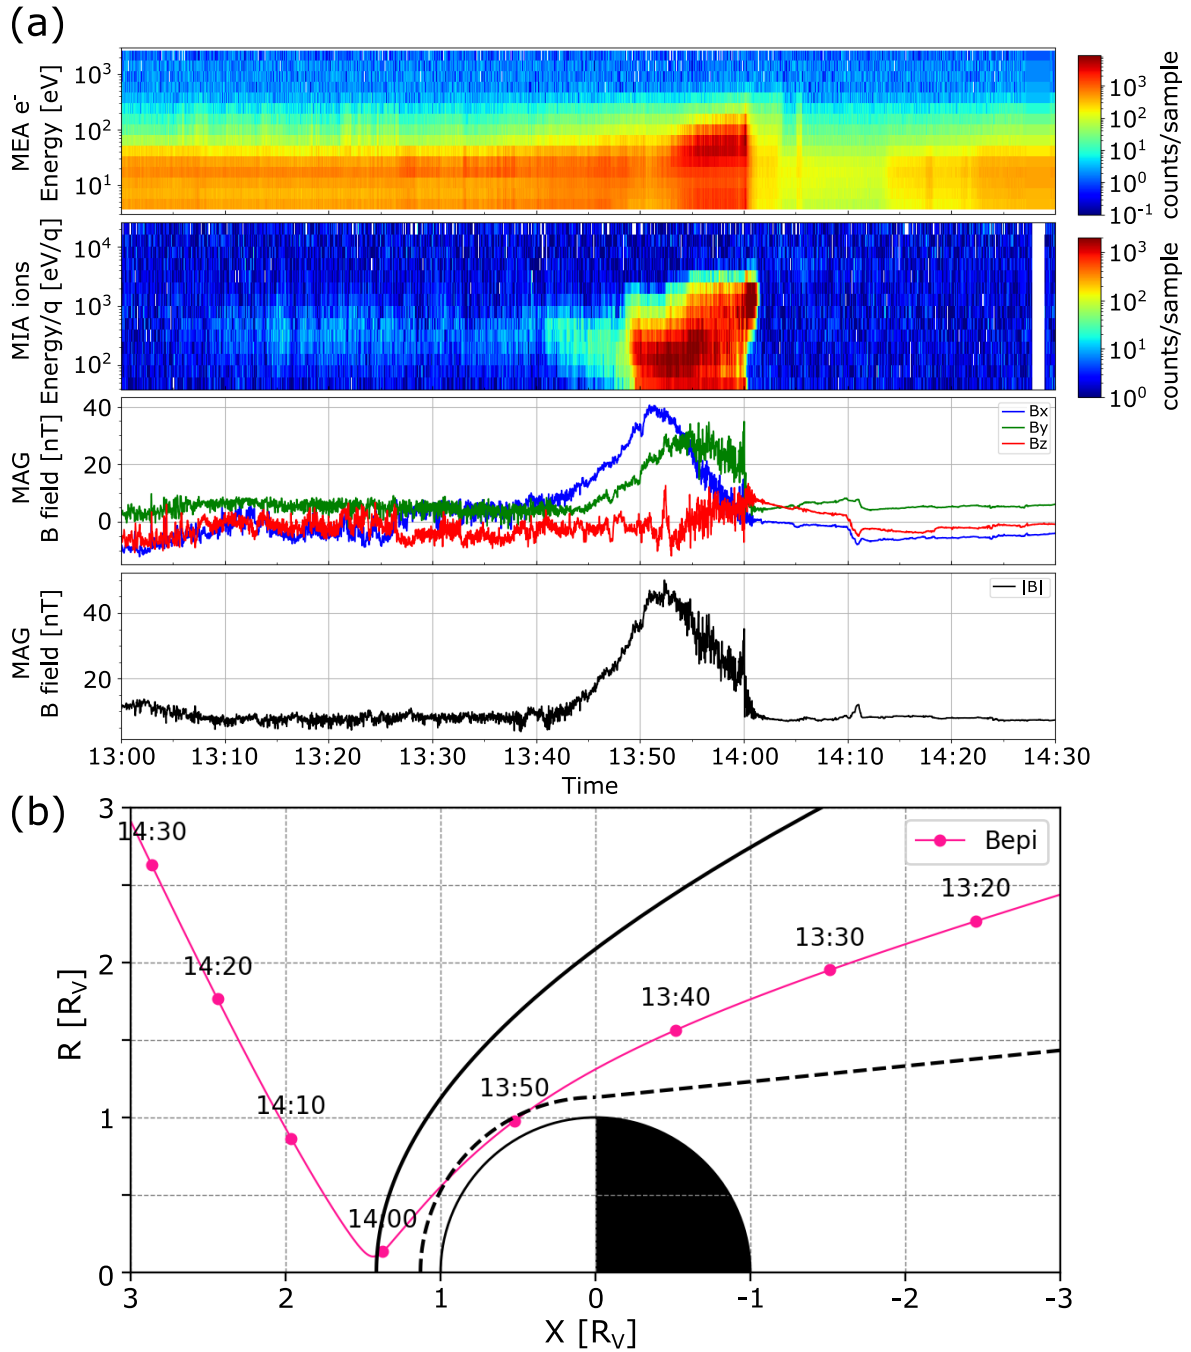 (a)
MEA e-
Energy [eV]
10³
10²
10¹
10³
10²
10¹
10⁰
10⁻¹
counts/sample
MIA ions
Energy/q [eV/q]
10⁴
10³
10²
10³
10²
10¹
10⁰
counts/sample
MAG
B field [nT]
40
20
0
Bx
By
Bz
MAG
B field [nT]
40
20
|B|
13:00 13:10 13:20 13:30 13:40 13:50 14:00 14:10 14:20 14:30
Time
(b)
R [RV]
3
2
1
0
14:30
14:20
14:10
14:00
13:50
13:40
13:30
13:20
Bepi
3 2 1 0 -1 -2 -3
X [RV]